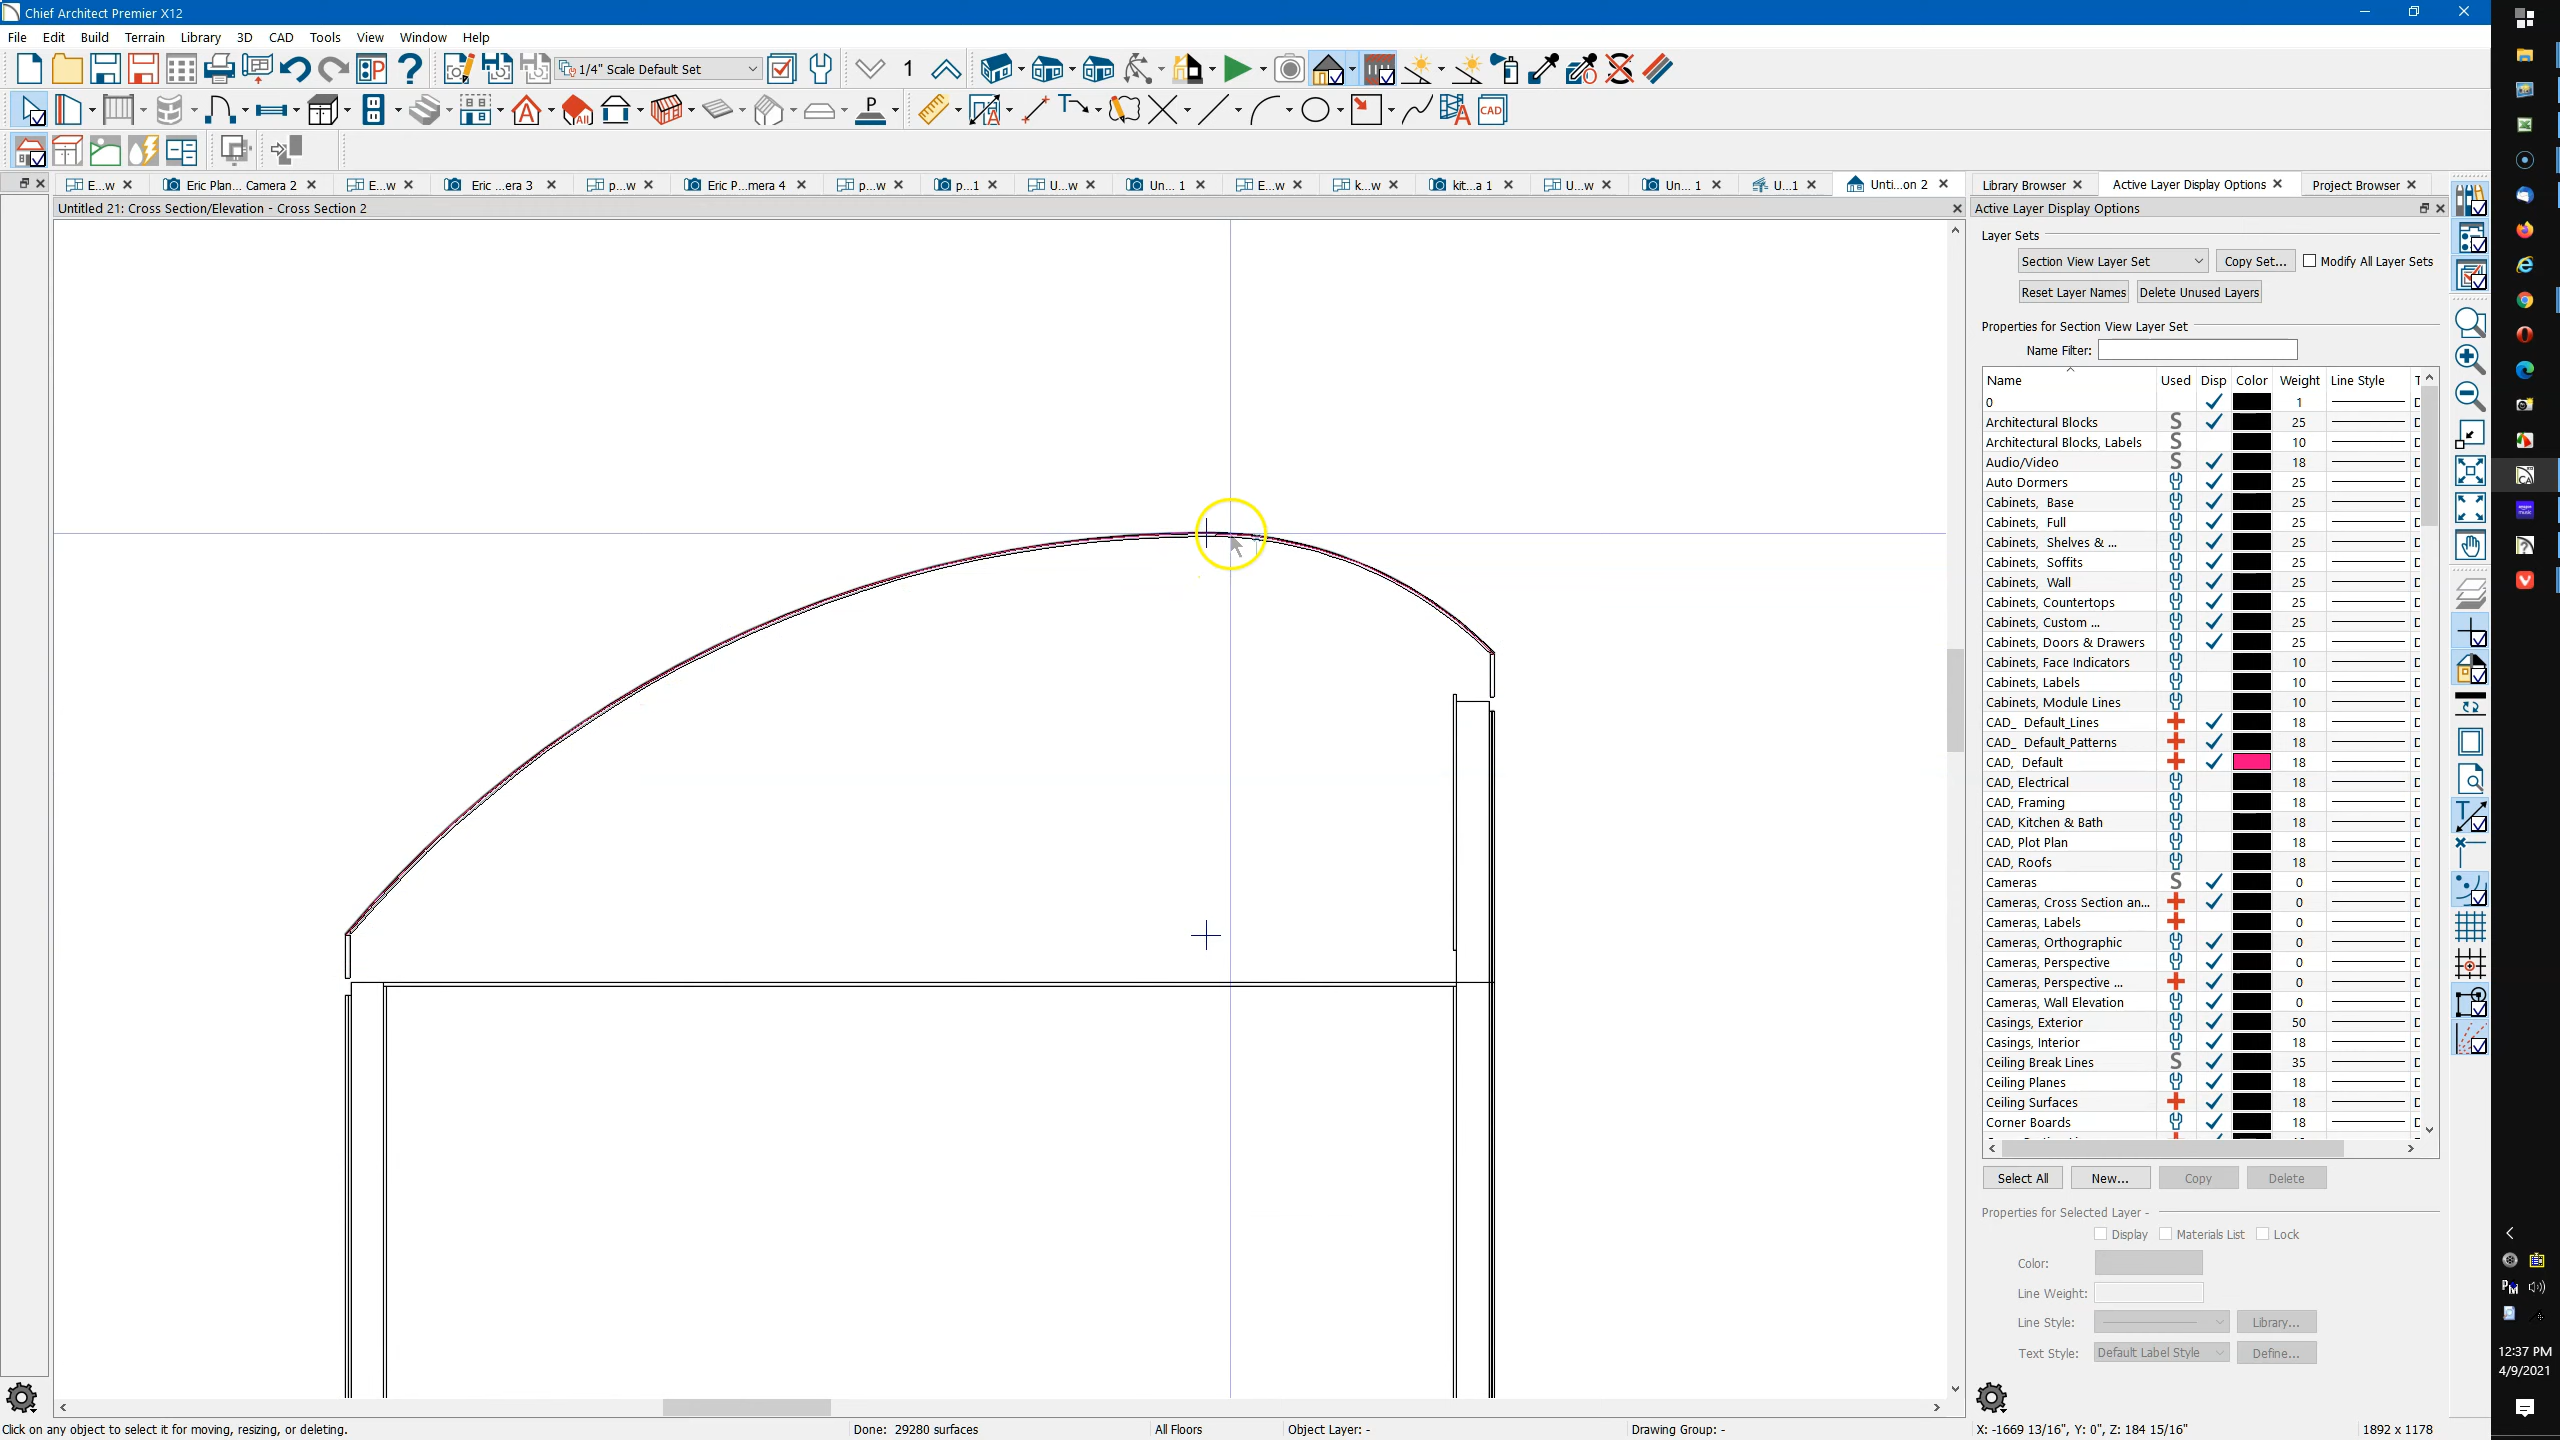 Chief Architect Premier X12
File Edit Build Terrain Library 3D CAD Tools View Window Help
1/4" Scale Default Set 1
P CAD
E...w Eric Plan... Camera 2 E...w Eric ...era 3 p...w Eric P...mera 4 p...w p...1 U...w Un... 1 E...w k...w kit...a 1 U...w Un... 1 U...1 Unti...on 2 Library Browser Active Layer Display Options Project Browser
Untitled 21: Cross Section/Elevation - Cross Section 2
Active Layer Display Options
Layer Sets
Section View Layer Set Copy Set... Modify All Layer Sets
Reset Layer Names Delete Unused Layers
Properties for Section View Layer Set
Name Filter:
Name Used Disp Color Weight Line Style T
0 1 D
Architectural Blocks S 25 D
Architectural Blocks, Labels S 10 D
Audio/Video S 18 D
Auto Dormers 25 D
Cabinets, Base 25 D
Cabinets, Full 25 D
Cabinets, Shelves & ... 25 D
Cabinets, Soffits 25 D
Cabinets, Wall 25 D
Cabinets, Countertops 25 D
Cabinets, Custom ... 25 D
Cabinets, Doors & Drawers 25 D
Cabinets, Face Indicators 10 D
Cabinets, Labels 10 D
Cabinets, Module Lines 10 D
CAD_ Default_Lines 18 D
CAD_ Default_Patterns 18 D
CAD, Default 18 D
CAD, Electrical 18 D
CAD, Framing 18 D
CAD, Kitchen & Bath 18 D
CAD, Plot Plan 18 D
CAD, Roofs 18 D
Cameras S 0 D
Cameras, Cross Section an... 0 D
Cameras, Labels 0 D
Cameras, Orthographic 0 D
Cameras, Perspective 0 D
Cameras, Perspective ... 0 D
Cameras, Wall Elevation 0 D
Casings, Exterior 50 D
Casings, Interior 18 D
Ceiling Break Lines S 35 D
Ceiling Planes 18 D
Ceiling Surfaces 18 D
Corner Boards 18 D
Select All New... Copy Delete
Properties for Selected Layer -
Display Materials List Lock
Color:
Line Weight:
Line Style: Library...
Text Style: Default Label Style Define...
12:37 PM
4/9/2021
Click on any object to select it for moving, resizing, or deleting. Done: 29280 surfaces All Floors Object Layer: - Drawing Group: - X: -1669 13/16", Y: 0", Z: 184 15/16" 1892 x 1178